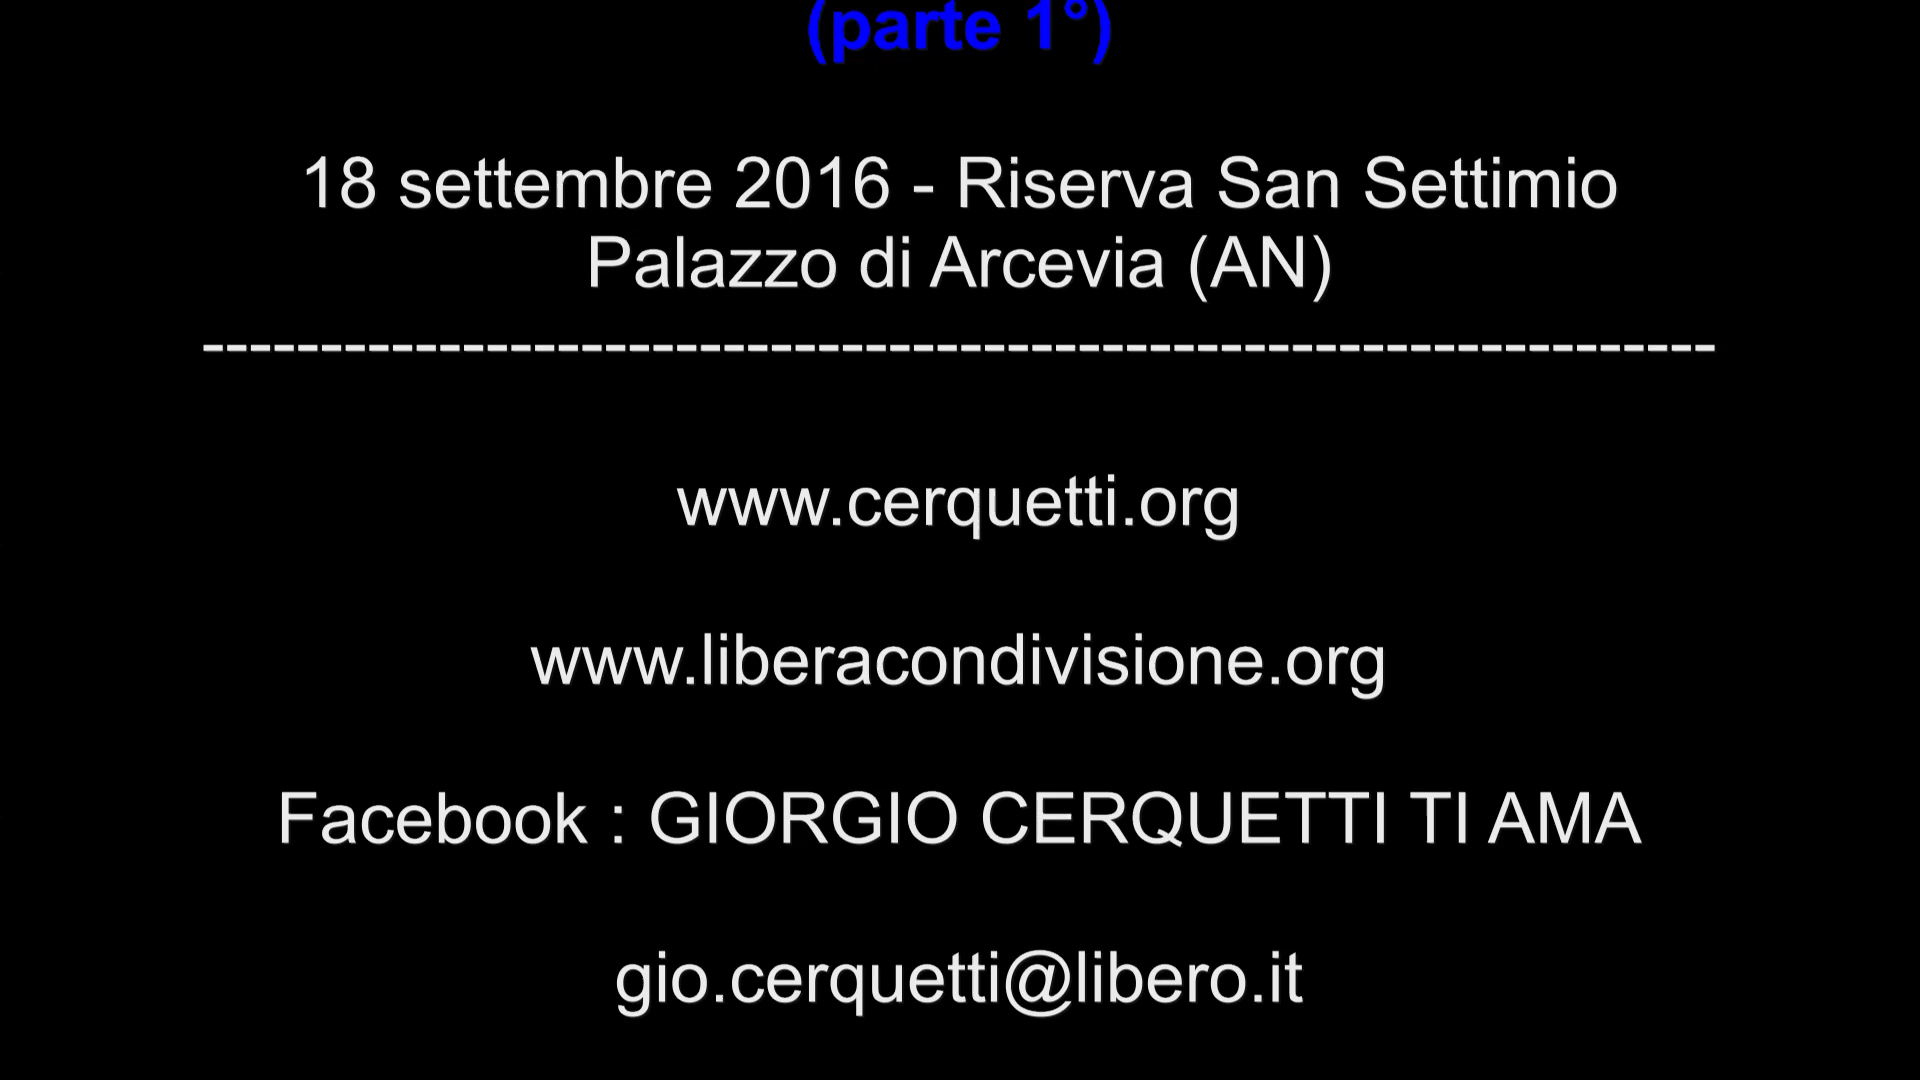 (parte 1°)
18 settembre 2016 - Riserva San Settimio
Palazzo di Arcevia (AN)
----------------------------------------------------------------
www.cerquetti.org
www.liberacondivisione.org
Facebook : GIORGIO CERQUETTI TI AMA
gio.cerquetti@libero.it